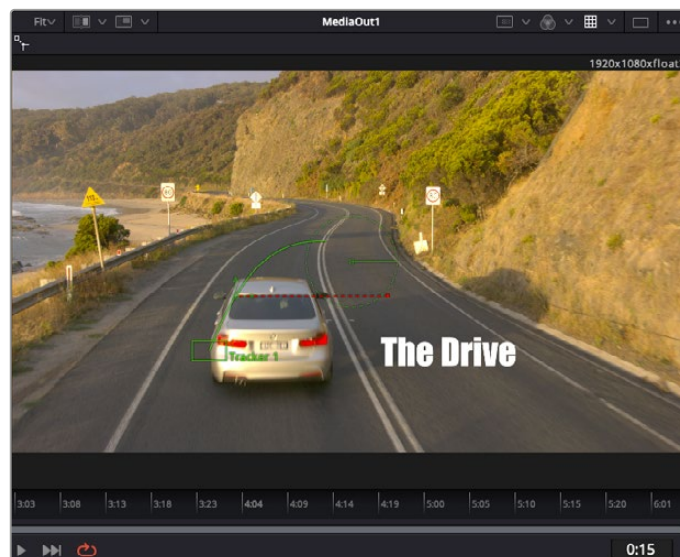 Fit MediaOut1
1920x1080xfloat
Tracker 1
The Drive
3:03 3:08 3:13 3:18 3:23 4:04 4:09 4:14 4:19 5:00 5:05 5:10 5:15 5:20 6:01
0:15